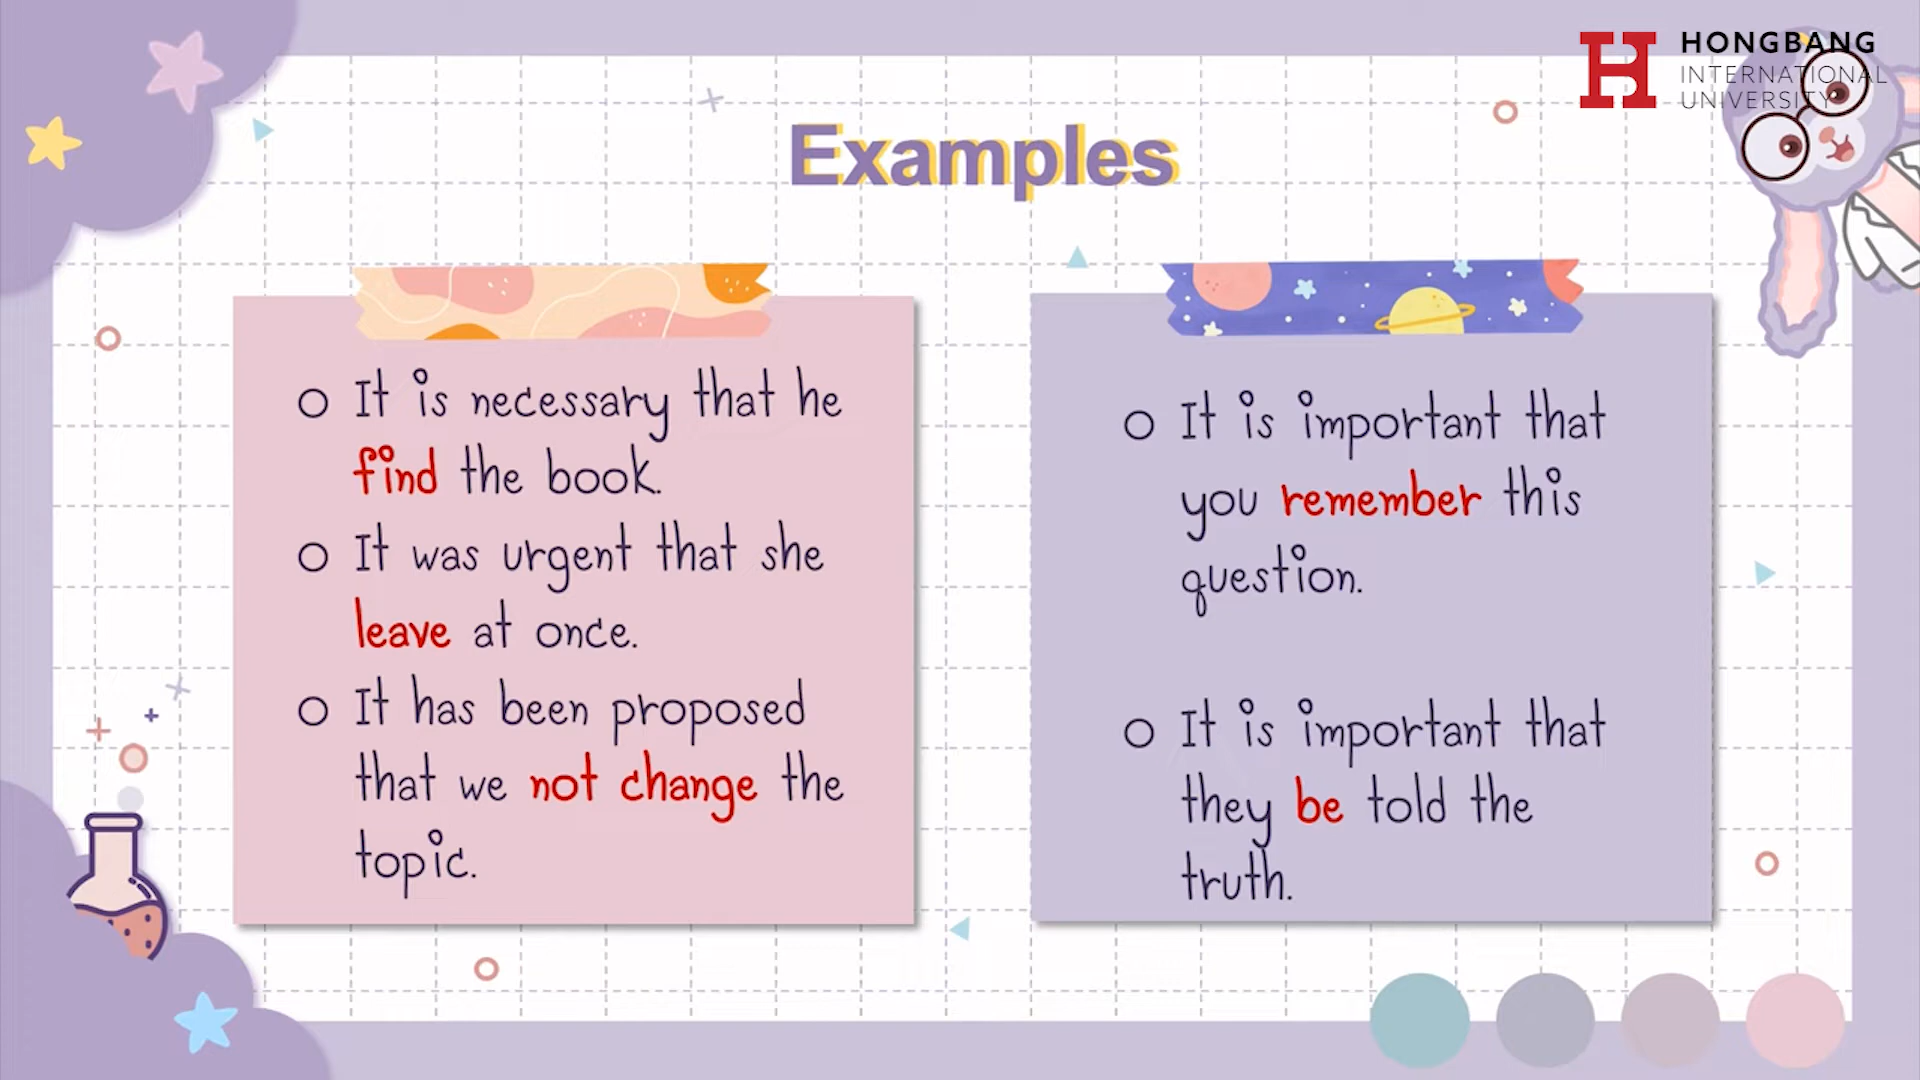 HONGBANG
INTERNATIONAL
UNIVERSITY
Examples
o It is necessary that he
find the book.
o It was urgent that she
leave at once.
o It has been proposed
that we not change the
topic.
o It is important that
you remember this
question.
o It is important that
they be told the
truth.